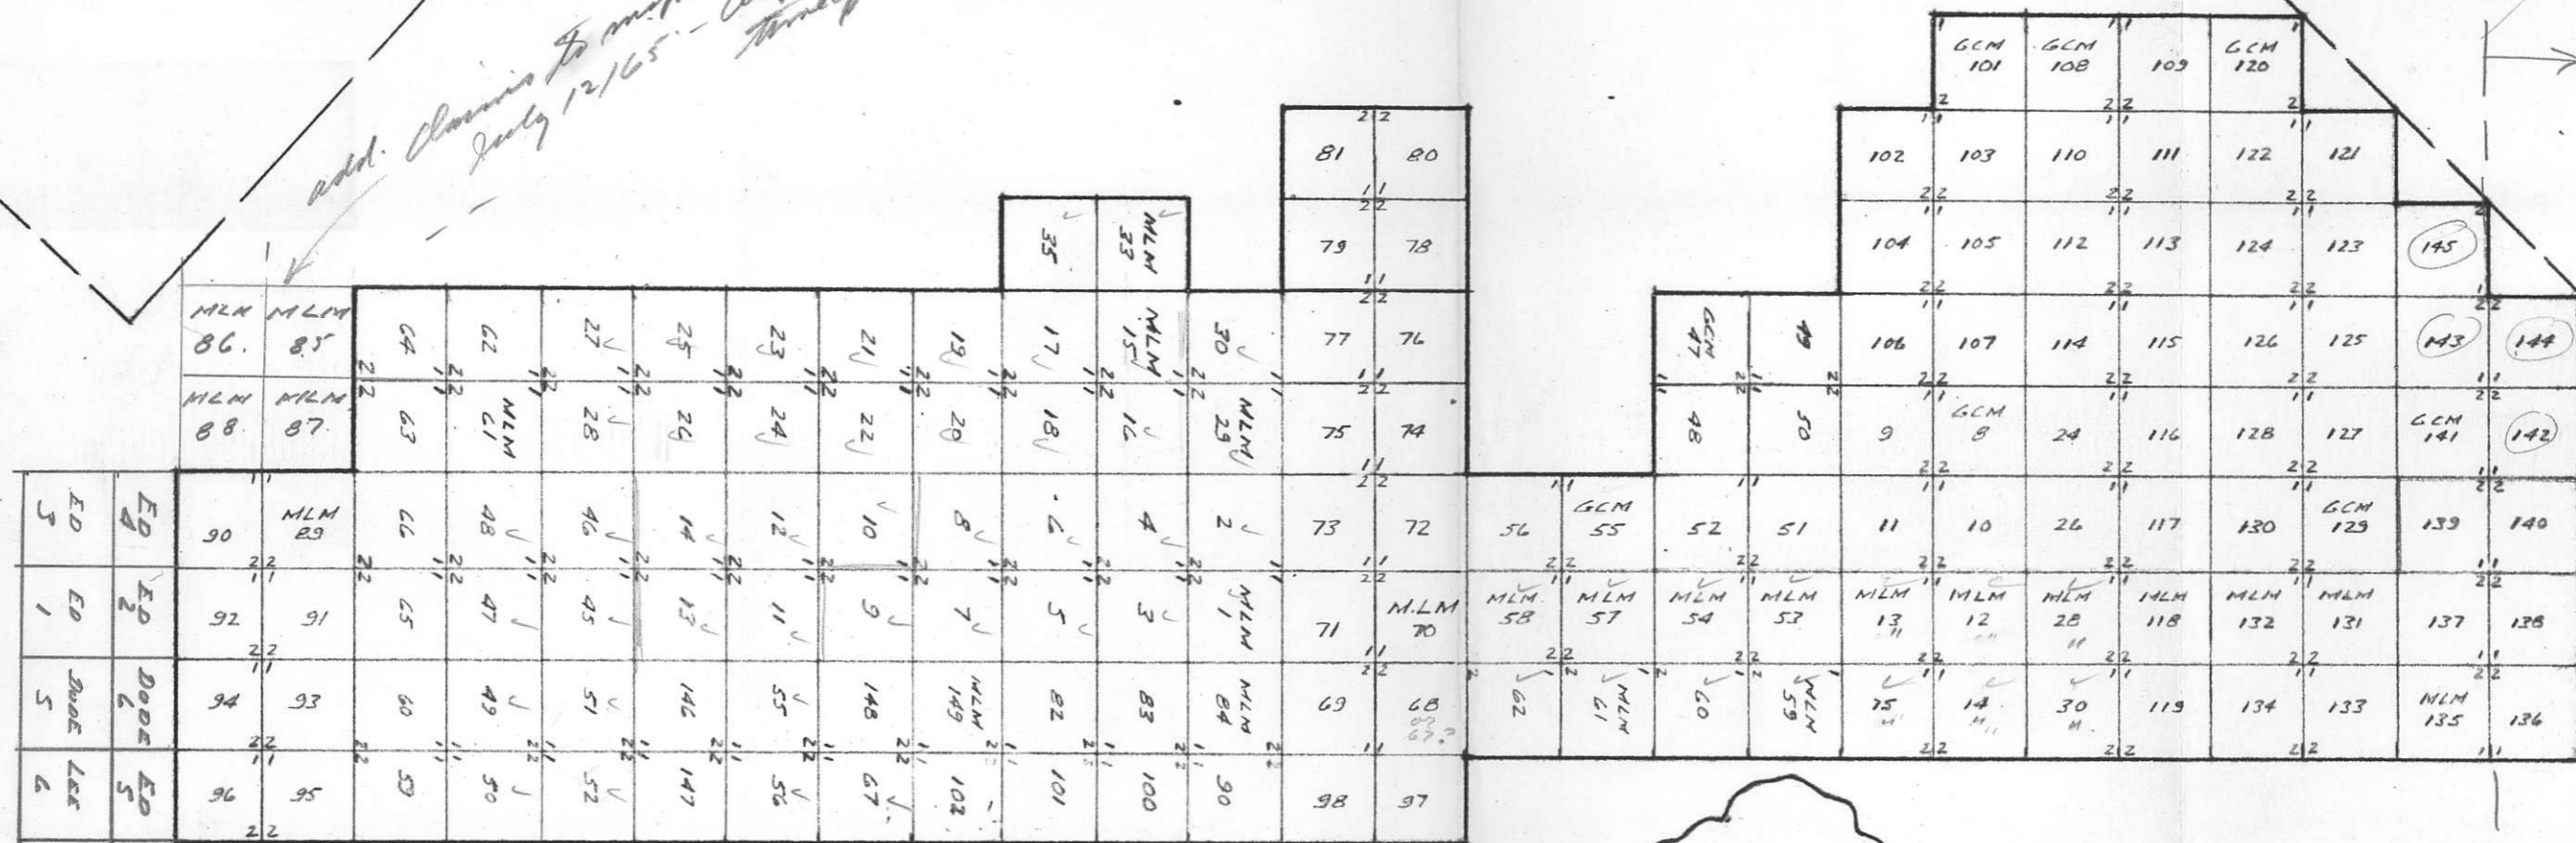 add. claims to
July 12/65 -
GCM 101 GCM 108 109 GCM 120
81 80 102 103 110 111 122 121
35 MLM 33 79 78 104 105 112 113 124 123 145
MLM 86. MLM 85 64 62 27 25 23 21 19 17 MLM 15 30 77 76 GCM 47 49 106 107 114 115 126 125 143 144
MLM 88. MLM 87. 63 MLM 61 28 26 24 22 20 18 16 MLM 29 75 74 48 50 9 GCM 8 24 116 128 127 GCM 141 142
ED 3 ED 4 90 MLM 89 66 48 46 14 12 10 8 6 4 2 73 72 56 GCM 55 52 51 11 10 26 117 130 GCM 129 139 140
ED 1 ED 2 92 91 65 47 45 13 11 9 7 5 3 MLM 1 71 MLM 70 MLM 58 MLM 57 MLM 54 MLM 53 MLM 13 MLM 12 MLM 28 MLM 118 MLM 132 MLM 131 137 138
DUDE 5 DODE 6 94 93 60 49 51 146 55 148 MLM 149 82 83 MLM 84 69 68 62 MLM 61 60 MLM 59 15 14 30 119 134 133 MLM 135 136
LEE 6 ED 5 96 95 59 50 52 147 56 67 102 101 100 90 98 97